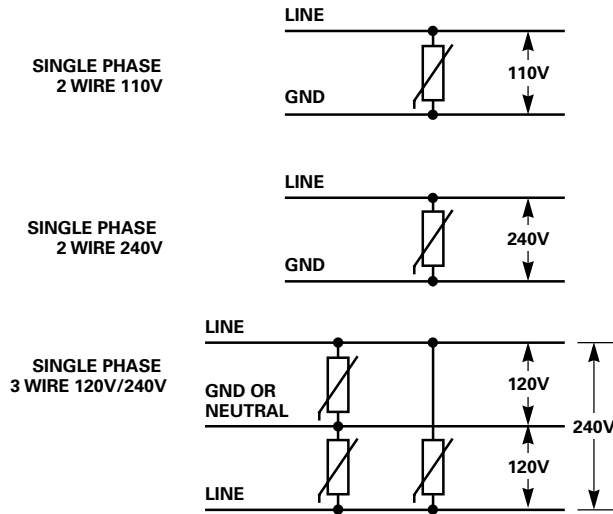 LINE
SINGLE PHASE
2 WIRE 110V
110V
GND
LINE
SINGLE PHASE
2 WIRE 240V
240V
GND
LINE
SINGLE PHASE
3 WIRE 120V/240V
120V
GND OR
NEUTRAL
240V
120V
LINE